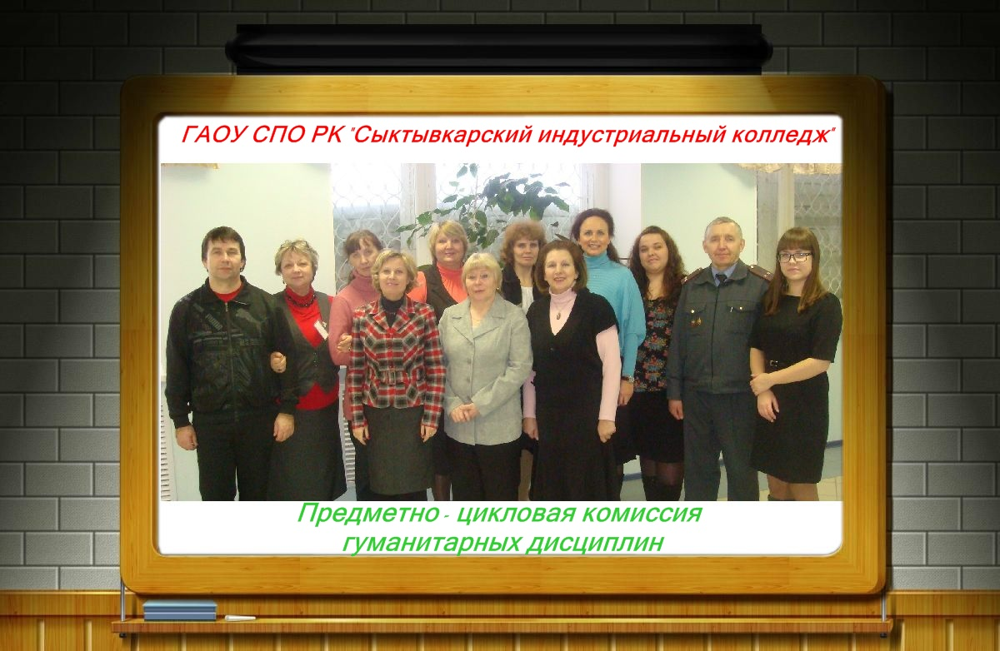 ГАОУ СПО РК "Сыктывкарский индустриальный колледж"
Предметно - цикловая комиссия
гуманитарных дисциплин